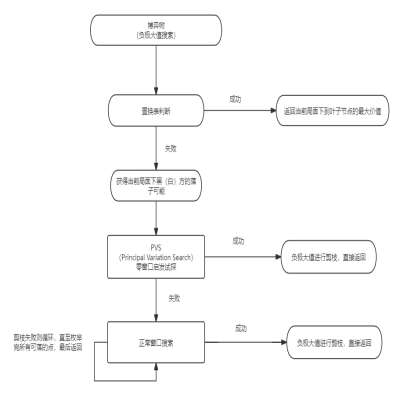 博弈树
(负极大值搜索)
置换表判断
成功
返回当前局面下到叶子节点的最大价值
失败
获得当前局面下黑（白）方的落
子可能
PVS
（Principal Variation Search）
零窗口启发试探
成功
负极大值进行剪枝，直接返回
失败
剪枝失败则循环，直至枚举
完所有可落的点，最后返回
正常窗口搜索
成功
负极大值进行剪枝，直接返回